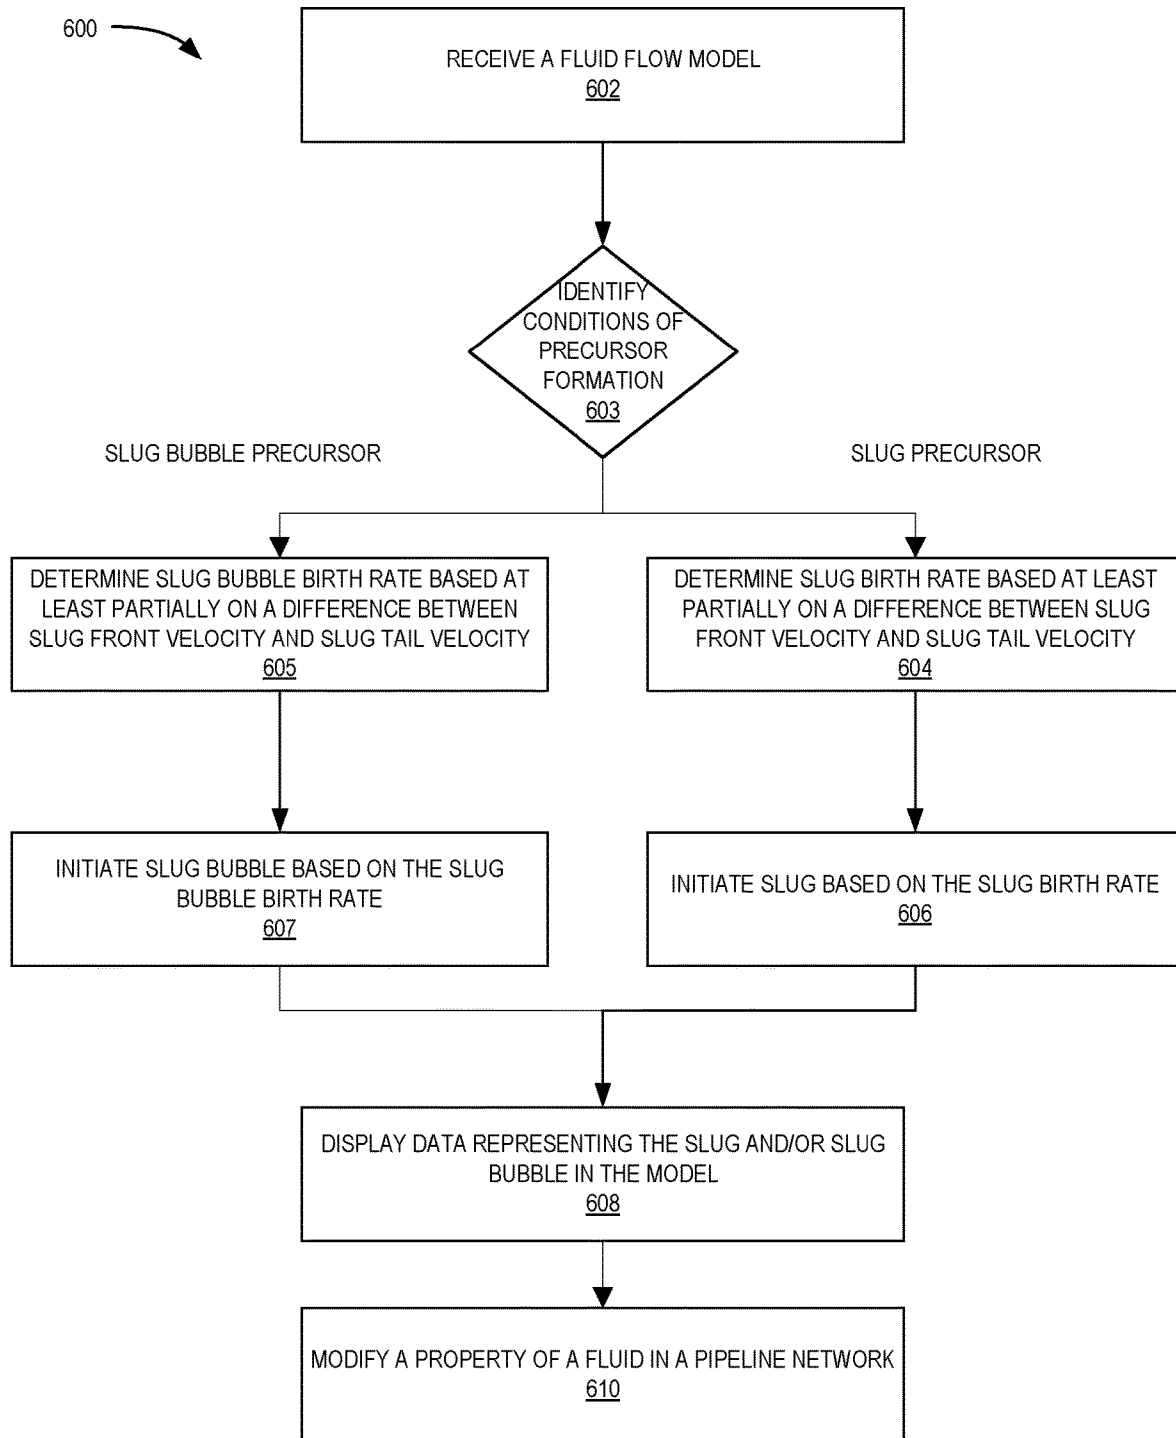 600
RECEIVE A FLUID FLOW MODEL
602
IDENTIFY
CONDITIONS OF
PRECURSOR
FORMATION
603
SLUG BUBBLE PRECURSOR
SLUG PRECURSOR
DETERMINE SLUG BUBBLE BIRTH RATE BASED AT
LEAST PARTIALLY ON A DIFFERENCE BETWEEN
SLUG FRONT VELOCITY AND SLUG TAIL VELOCITY
605
DETERMINE SLUG BIRTH RATE BASED AT LEAST
PARTIALLY ON A DIFFERENCE BETWEEN SLUG
FRONT VELOCITY AND SLUG TAIL VELOCITY
604
INITIATE SLUG BUBBLE BASED ON THE SLUG
BUBBLE BIRTH RATE
607
INITIATE SLUG BASED ON THE SLUG BIRTH RATE
606
DISPLAY DATA REPRESENTING THE SLUG AND/OR SLUG
BUBBLE IN THE MODEL
608
MODIFY A PROPERTY OF A FLUID IN A PIPELINE NETWORK
610